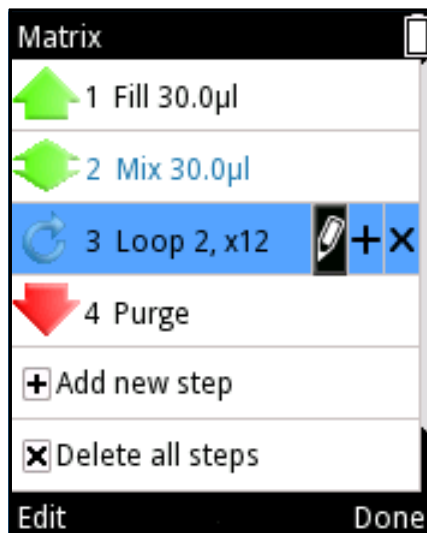 Matrix
1 Fill 30.0µl
2 Mix 30.0µl
3 Loop 2, x12
4 Purge
Add new step
Delete all steps
Edit Done